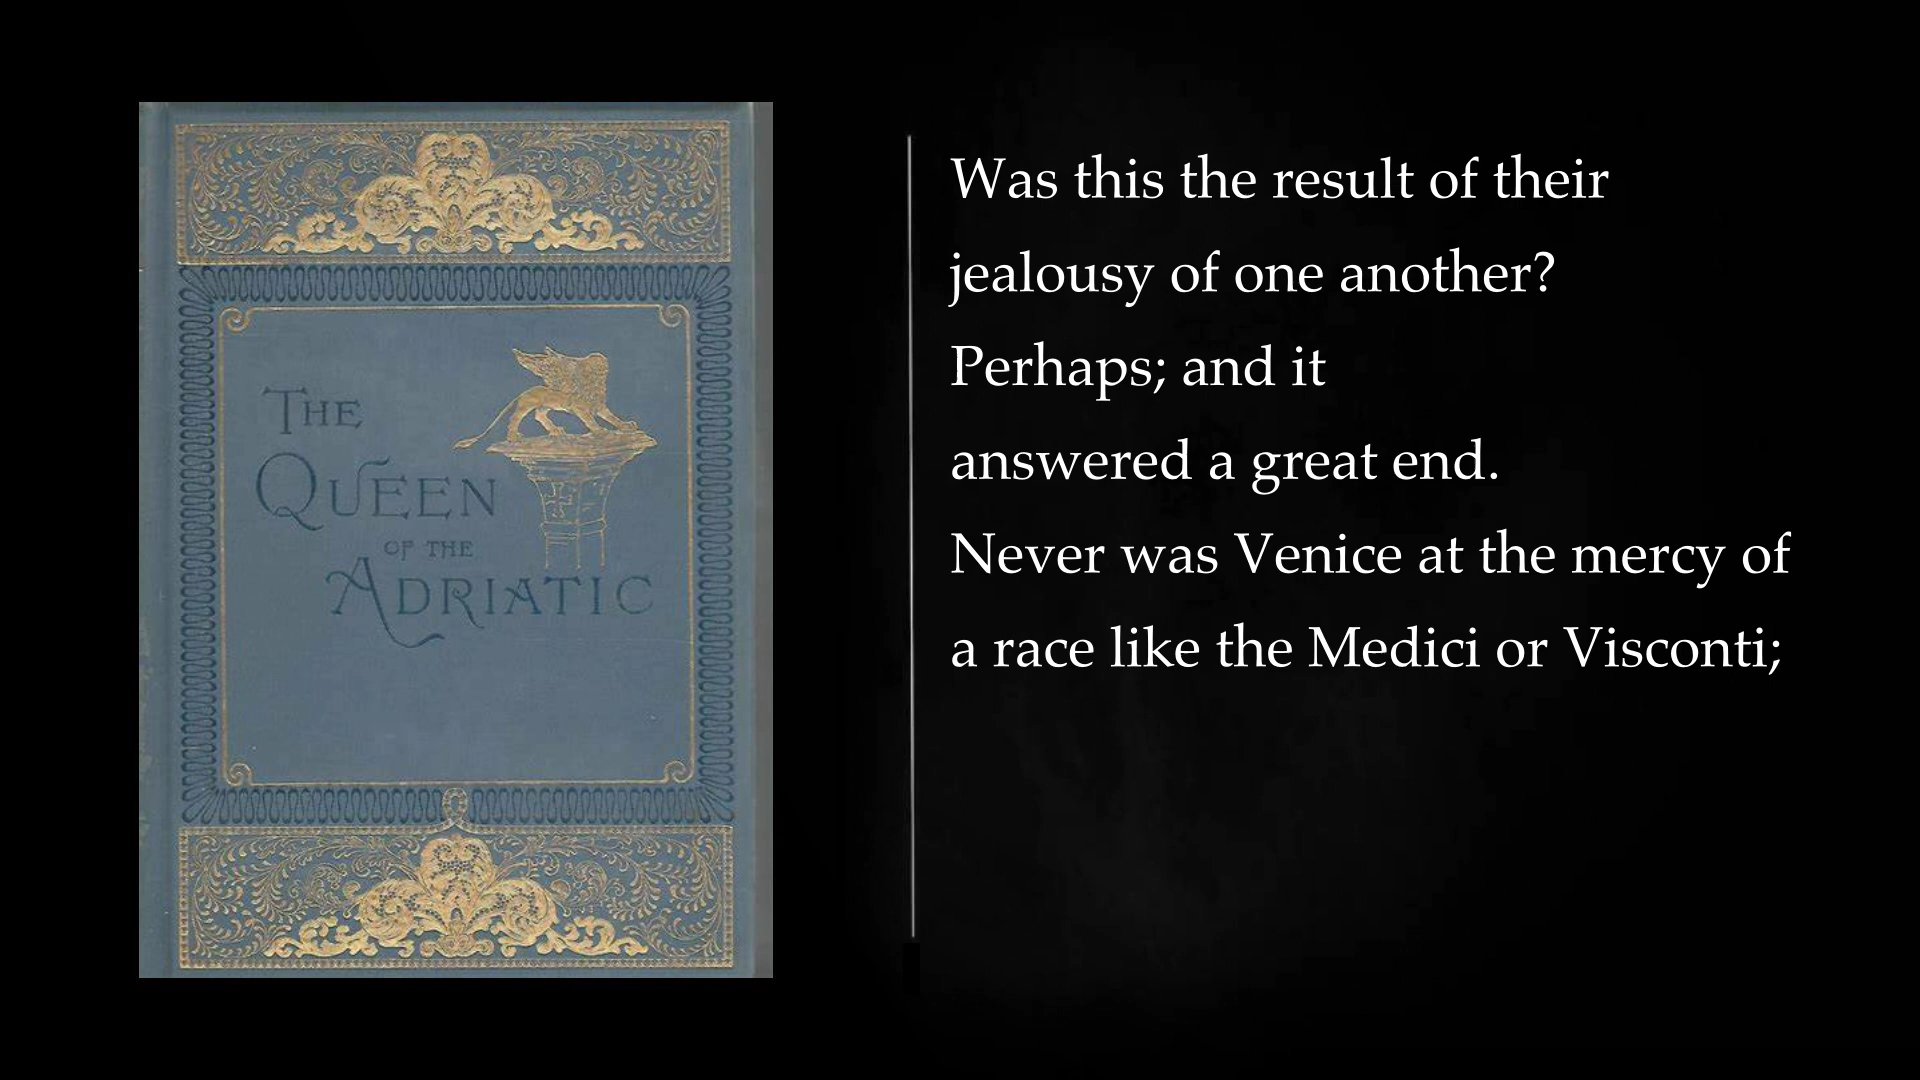 THE
QUEEN
OF THE
ADRIATIC
Was this the result of their
jealousy of one another?
Perhaps; and it
answered a great end.
Never was Venice at the mercy of
a race like the Medici or Visconti;